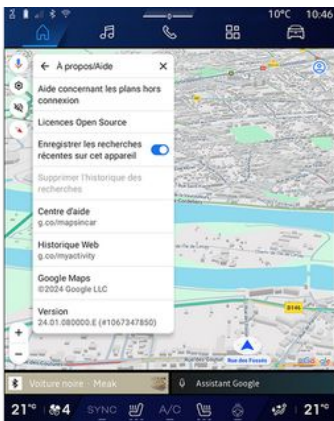 10°C 10:46
À propos/Aide
Aide concernant les plans hors
connexion
Licences Open Source
Enregistrer les recherches
récentes sur cet appareil
Supprimer l'historique des
recherches
Centre d'aide
g.co/mapsincar
Historique Web
g.co/myactivity
Google Maps
©2024 Google LLC
Version
24.01.080000.E (#1067347850)
D146
Rue des Fossés
Voiture noire - Meak
Assistant Google
21°C 4 SYNC A/C 21°C